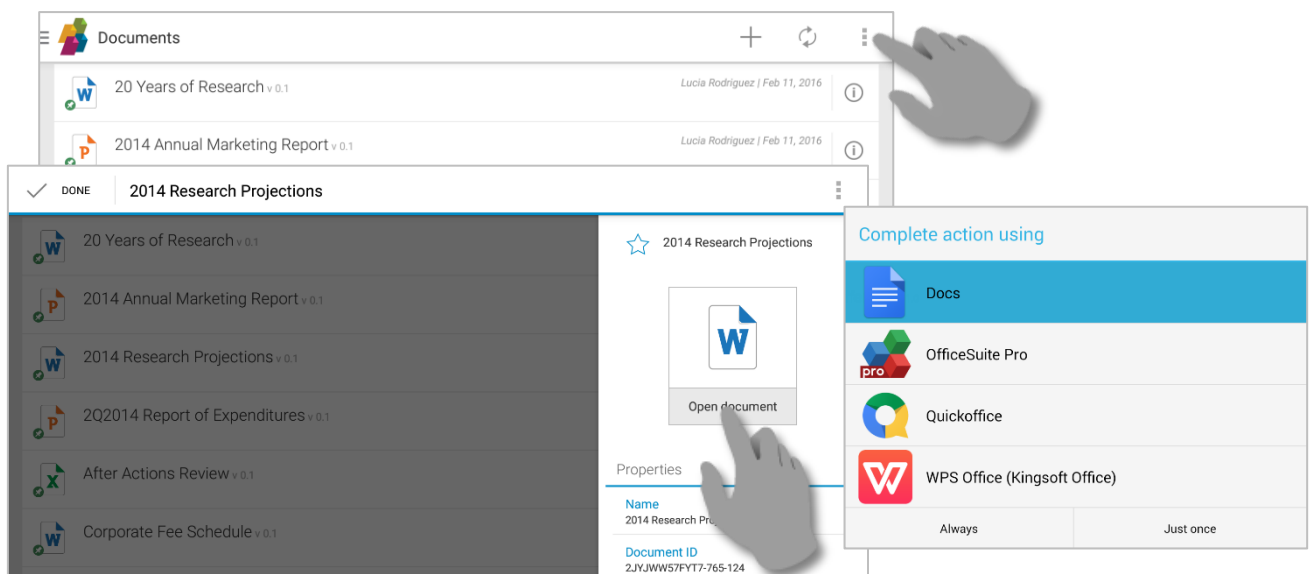 Documents
W
20 Years of Research v 0.1
Lucia Rodriguez | Feb 11, 2016
P
2014 Annual Marketing Report v 0.1
Lucia Rodriguez | Feb 11, 2016
DONE
2014 Research Projections
W
20 Years of Research v 0.1
P
2014 Annual Marketing Report v 0.1
W
2014 Research Projections v 0.1
P
2Q2014 Report of Expenditures v 0.1
X
After Actions Review v 0.1
W
Corporate Fee Schedule v 0.1
2014 Research Projections
W
Open document
Properties
Name
2014 Research
Document ID
2JYJWW57FYT7-765-124
Complete action using
Docs
pro
OfficeSuite Pro
Quickoffice
W
WPS Office (Kingsoft Office)
Always
Just once